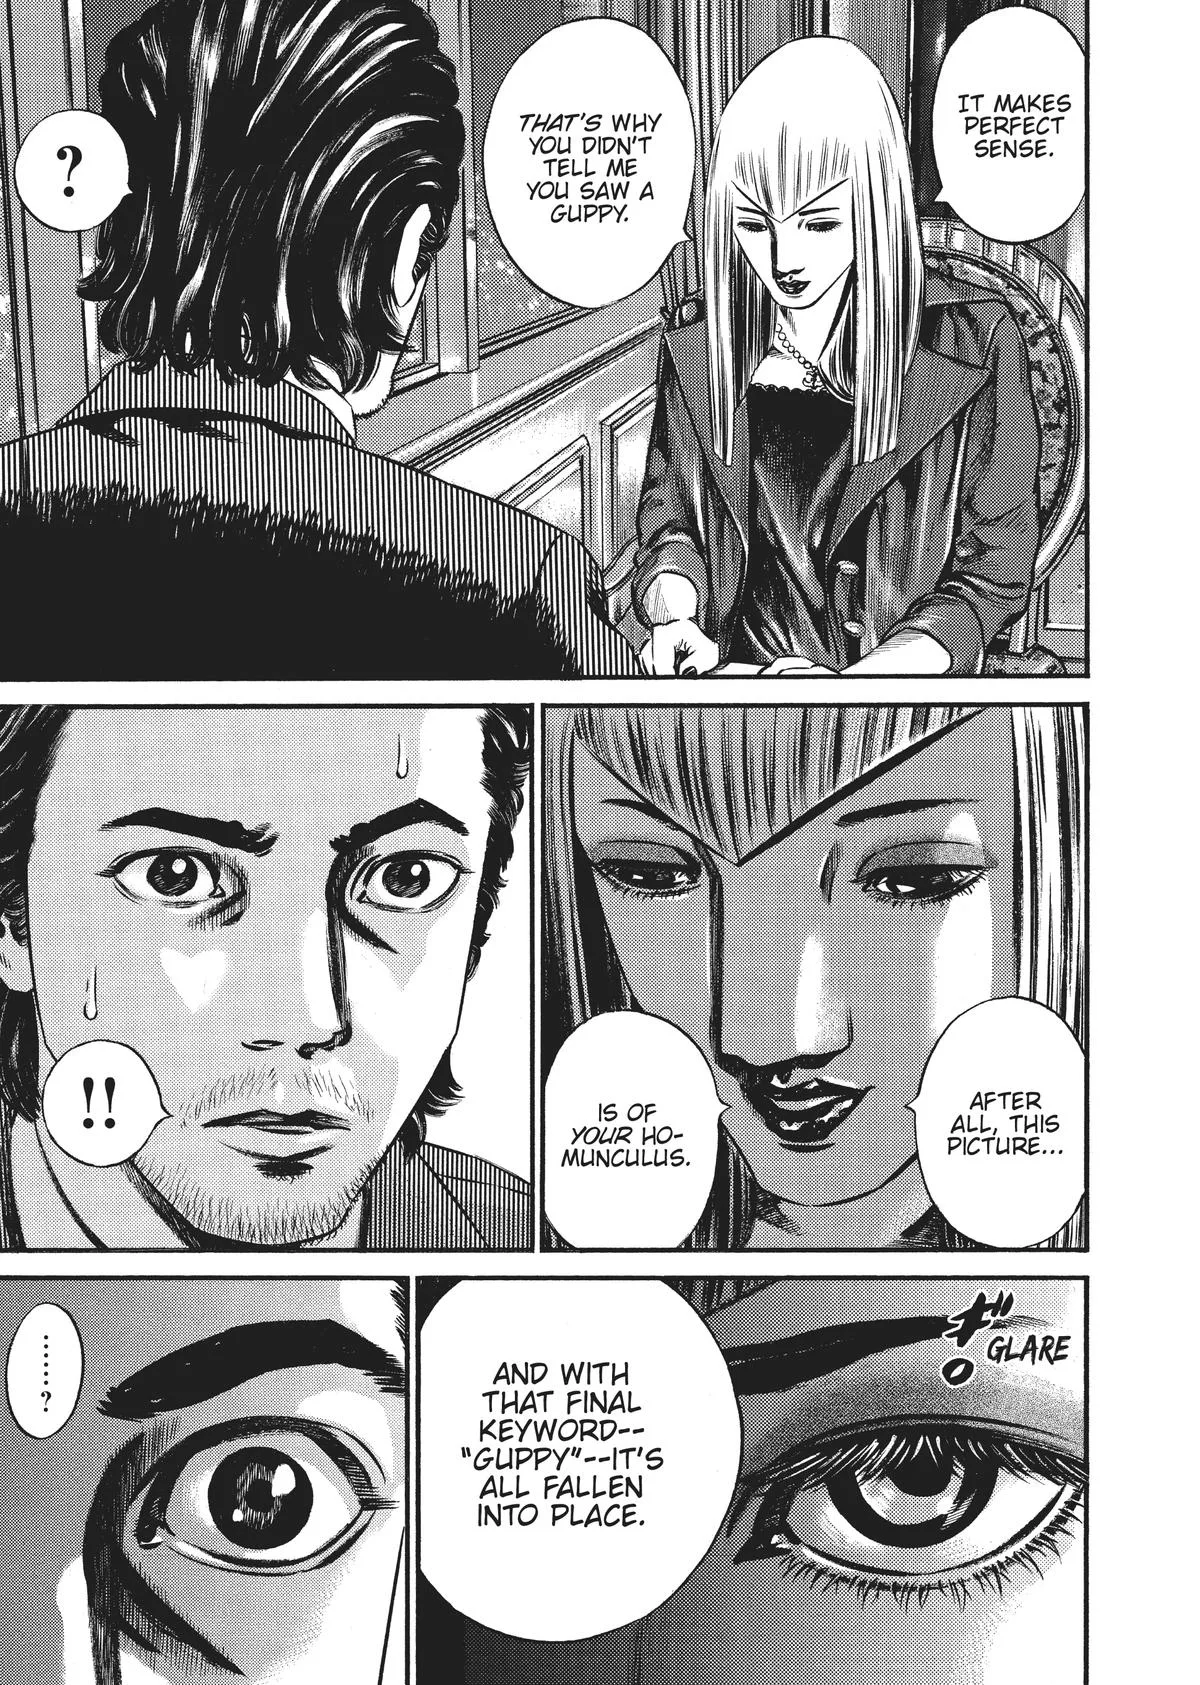 IT MAKES
PERFECT
SENSE.
THAT'S WHY
YOU DIDN'T
TELL ME
YOU SAW A
GUPPY.
?
AFTER
ALL, THIS
PICTURE...
IS OF
YOUR HO-
MUNCULUS.
!!
ギ
GLARE
AND WITH
THAT FINAL
KEYWORD--
"GUPPY"--IT'S
ALL FALLEN
INTO PLACE.
......?